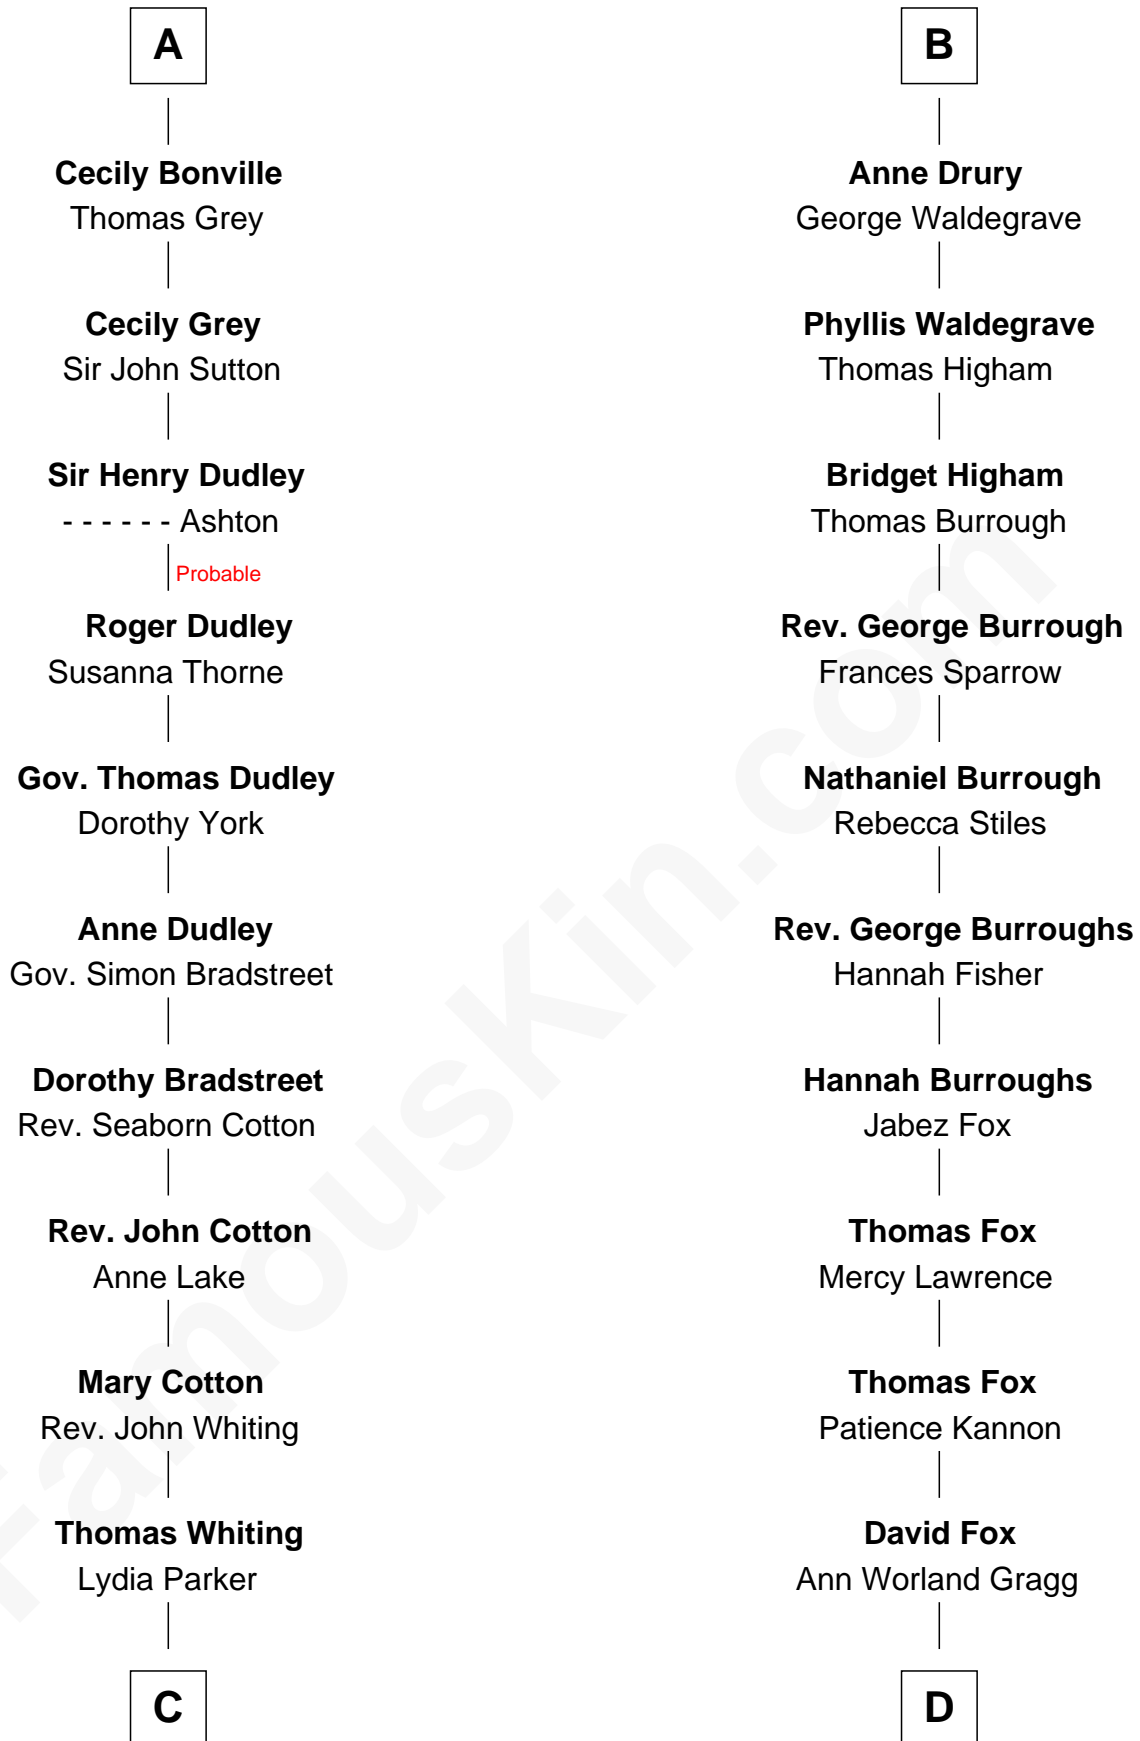 A
Cecily Bonville
Thomas Grey
Cecily Grey
Sir John Sutton
Sir Henry Dudley
- - - - - - Ashton
Probable
Roger Dudley
Susanna Thorne
Gov. Thomas Dudley
Dorothy York
Anne Dudley
Gov. Simon Bradstreet
Dorothy Bradstreet
Rev. Seaborn Cotton
Rev. John Cotton
Anne Lake
Mary Cotton
Rev. John Whiting
Thomas Whiting
Lydia Parker
C
B
Anne Drury
George Waldegrave
Phyllis Waldegrave
Thomas Higham
Bridget Higham
Thomas Burrough
Rev. George Burrough
Frances Sparrow
Nathaniel Burrough
Rebecca Stiles
Rev. George Burroughs
Hannah Fisher
Hannah Burroughs
Jabez Fox
Thomas Fox
Mercy Lawrence
Thomas Fox
Patience Kannon
David Fox
Ann Worland Gragg
D
FamousKin.com